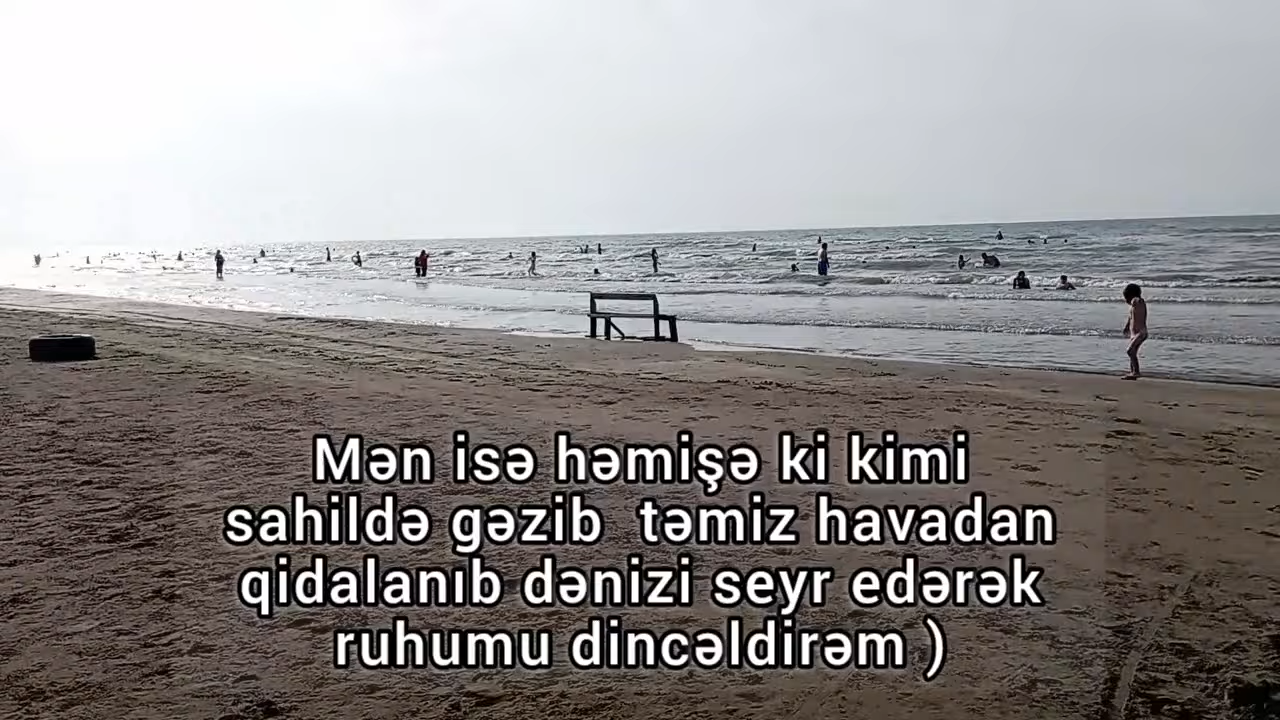 Mən isə həmişə ki kimi
sahildə gəzib  təmiz havadan
qidalanıb dənizi seyr edərək
ruhumu dincəldirəm )